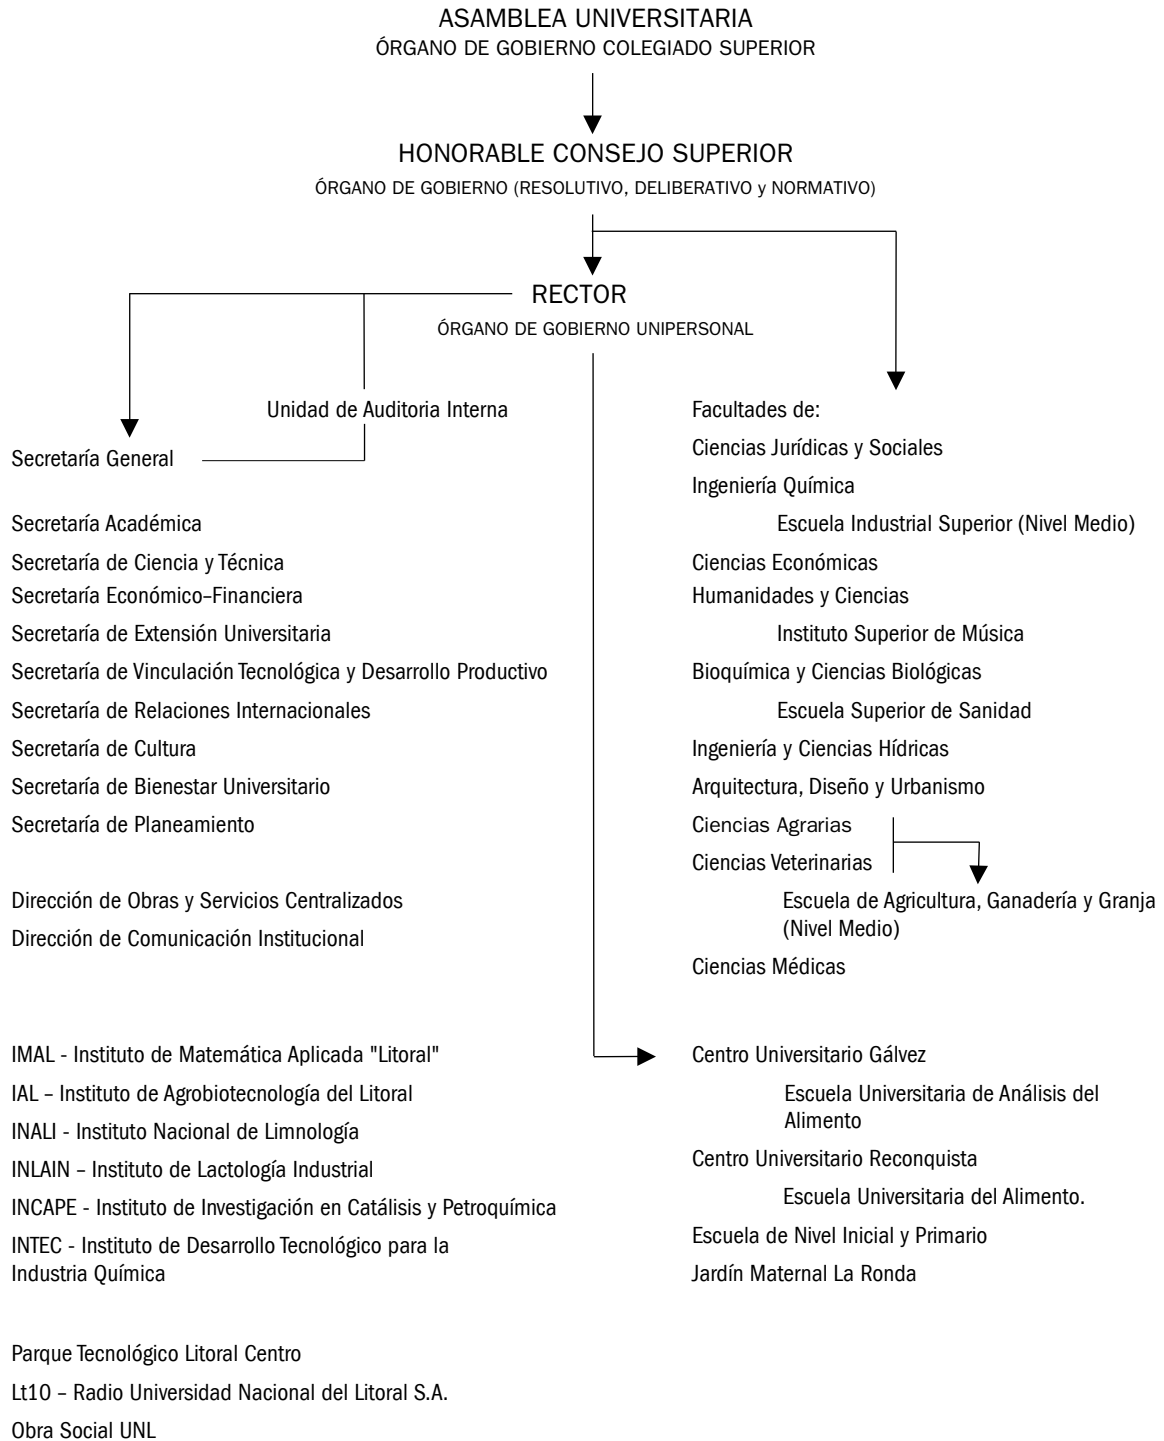 ASAMBLEA UNIVERSITARIA
ÓRGANO DE GOBIERNO COLEGIADO SUPERIOR
HONORABLE CONSEJO SUPERIOR
ÓRGANO DE GOBIERNO (RESOLUTIVO, DELIBERATIVO y NORMATIVO)
RECTOR
ÓRGANO DE GOBIERNO UNIPERSONAL
Unidad de Auditoria Interna
Secretaría General
Secretaría Académica
Secretaría de Ciencia y Técnica
Secretaría Económico–Financiera
Secretaría de Extensión Universitaria
Secretaría de Vinculación Tecnológica y Desarrollo Productivo
Secretaría de Relaciones Internacionales
Secretaría de Cultura
Secretaría de Bienestar Universitario
Secretaría de Planeamiento
Dirección de Obras y Servicios Centralizados
Dirección de Comunicación Institucional
IMAL - Instituto de Matemática Aplicada "Litoral"
IAL – Instituto de Agrobiotecnología del Litoral
INALI - Instituto Nacional de Limnología
INLAIN – Instituto de Lactología Industrial
INCAPE - Instituto de Investigación en Catálisis y Petroquímica
INTEC - Instituto de Desarrollo Tecnológico para la
Industria Química
Parque Tecnológico Litoral Centro
Lt10 – Radio Universidad Nacional del Litoral S.A.
Obra Social UNL
Facultades de:
Ciencias Jurídicas y Sociales
Ingeniería Química
Escuela Industrial Superior (Nivel Medio)
Ciencias Económicas
Humanidades y Ciencias
Instituto Superior de Música
Bioquímica y Ciencias Biológicas
Escuela Superior de Sanidad
Ingeniería y Ciencias Hídricas
Arquitectura, Diseño y Urbanismo
Ciencias Agrarias
Ciencias Veterinarias
Escuela de Agricultura, Ganadería y Granja
(Nivel Medio)
Ciencias Médicas
Centro Universitario Gálvez
Escuela Universitaria de Análisis del
Alimento
Centro Universitario Reconquista
Escuela Universitaria del Alimento.
Escuela de Nivel Inicial y Primario
Jardín Maternal La Ronda